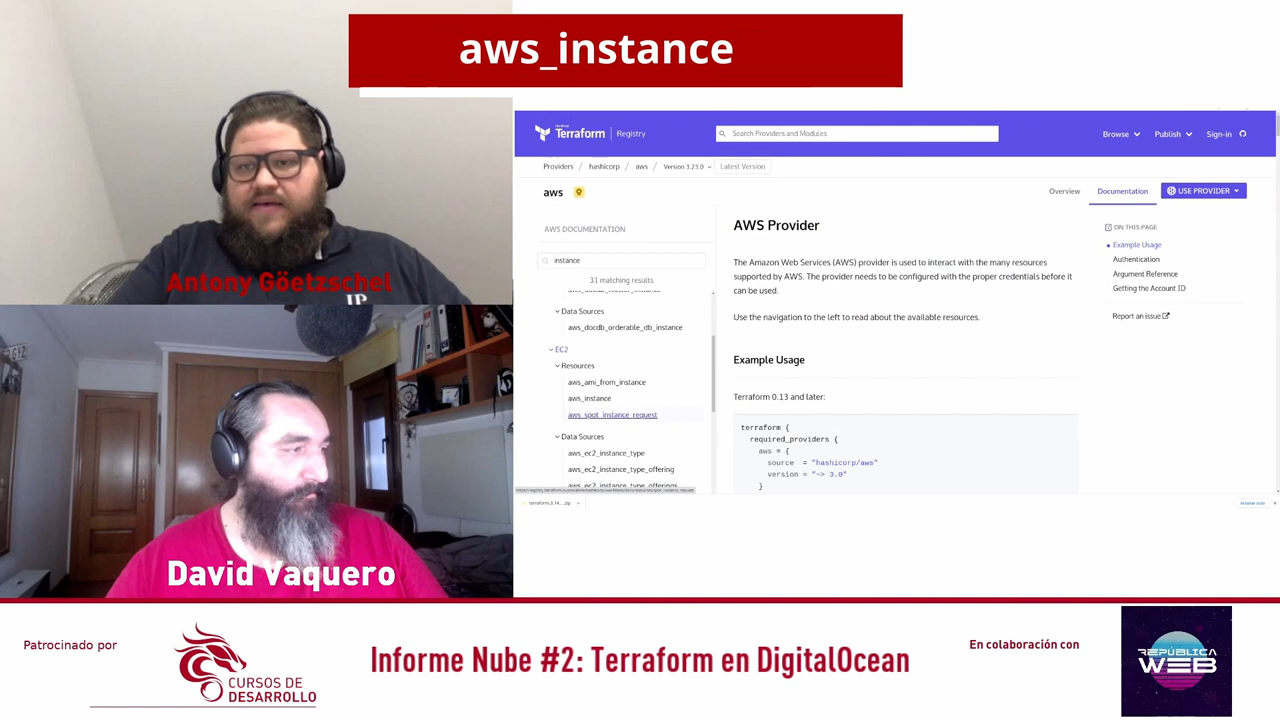 aws_instance
Antony Göetzschel
IP
David Vaquero
Terraform
Registry
Search Providers and Modules
Browse
Publish
Sign-in
Providers / hashicorp / aws / Version 3.23.0
Latest Version
aws
Overview
Documentation
USE PROVIDER
AWS DOCUMENTATION
instance
31 matching results
Data Sources
aws_docdb_orderable_db_instance
EC2
Resources
aws_ami_from_instance
aws_instance
aws_spot_instance_request
Data Sources
aws_ec2_instance_type
aws_ec2_instance_type_offering
aws_ec2_instance_type_offerings
AWS Provider
The Amazon Web Services (AWS) provider is used to interact with the many resources
supported by AWS. The provider needs to be configured with the proper credentials before it
can be used.
Use the navigation to the left to read about the available resources.
Example Usage
Terraform 0.13 and later:
terraform {
required_providers {
aws = {
source = "hashicorp/aws"
version = "~> 3.0"
}
ON THIS PAGE
Example Usage
Authentication
Argument Reference
Getting the Account ID
Report an issue
Patrocinado por
CURSOS DE
DESARROLLO
Informe Nube #2: Terraform en DigitalOcean
En colaboración con
REPÚBLICA
WEB